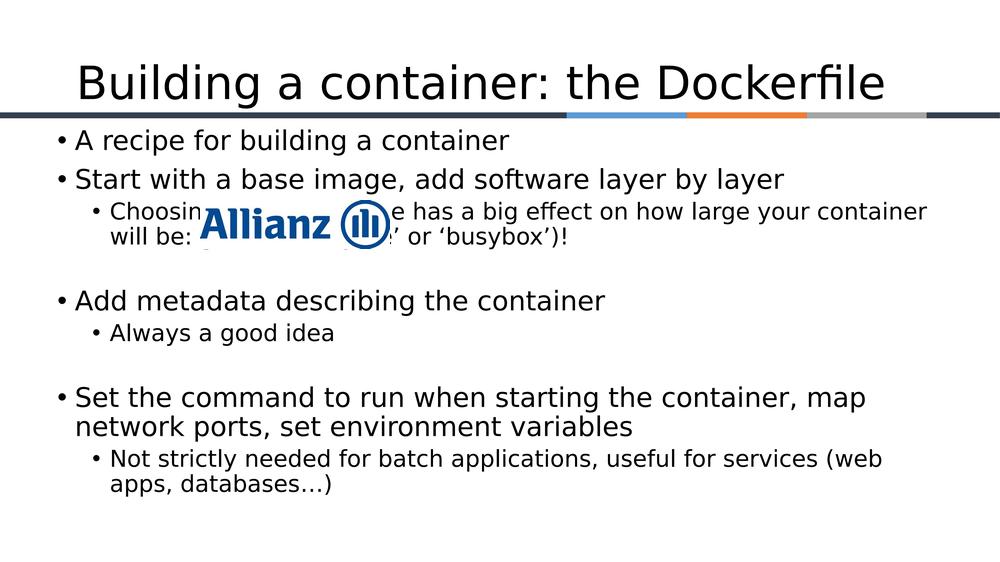 Building a container: the Dockerfile
• A recipe for building a container
• Start with a base image, add software layer by layer
• Choosin Allianz e has a big effect on how large your container
will be: ’ or ‘busybox’)!
• Add metadata describing the container
• Always a good idea
• Set the command to run when starting the container, map
network ports, set environment variables
• Not strictly needed for batch applications, useful for services (web
apps, databases…)